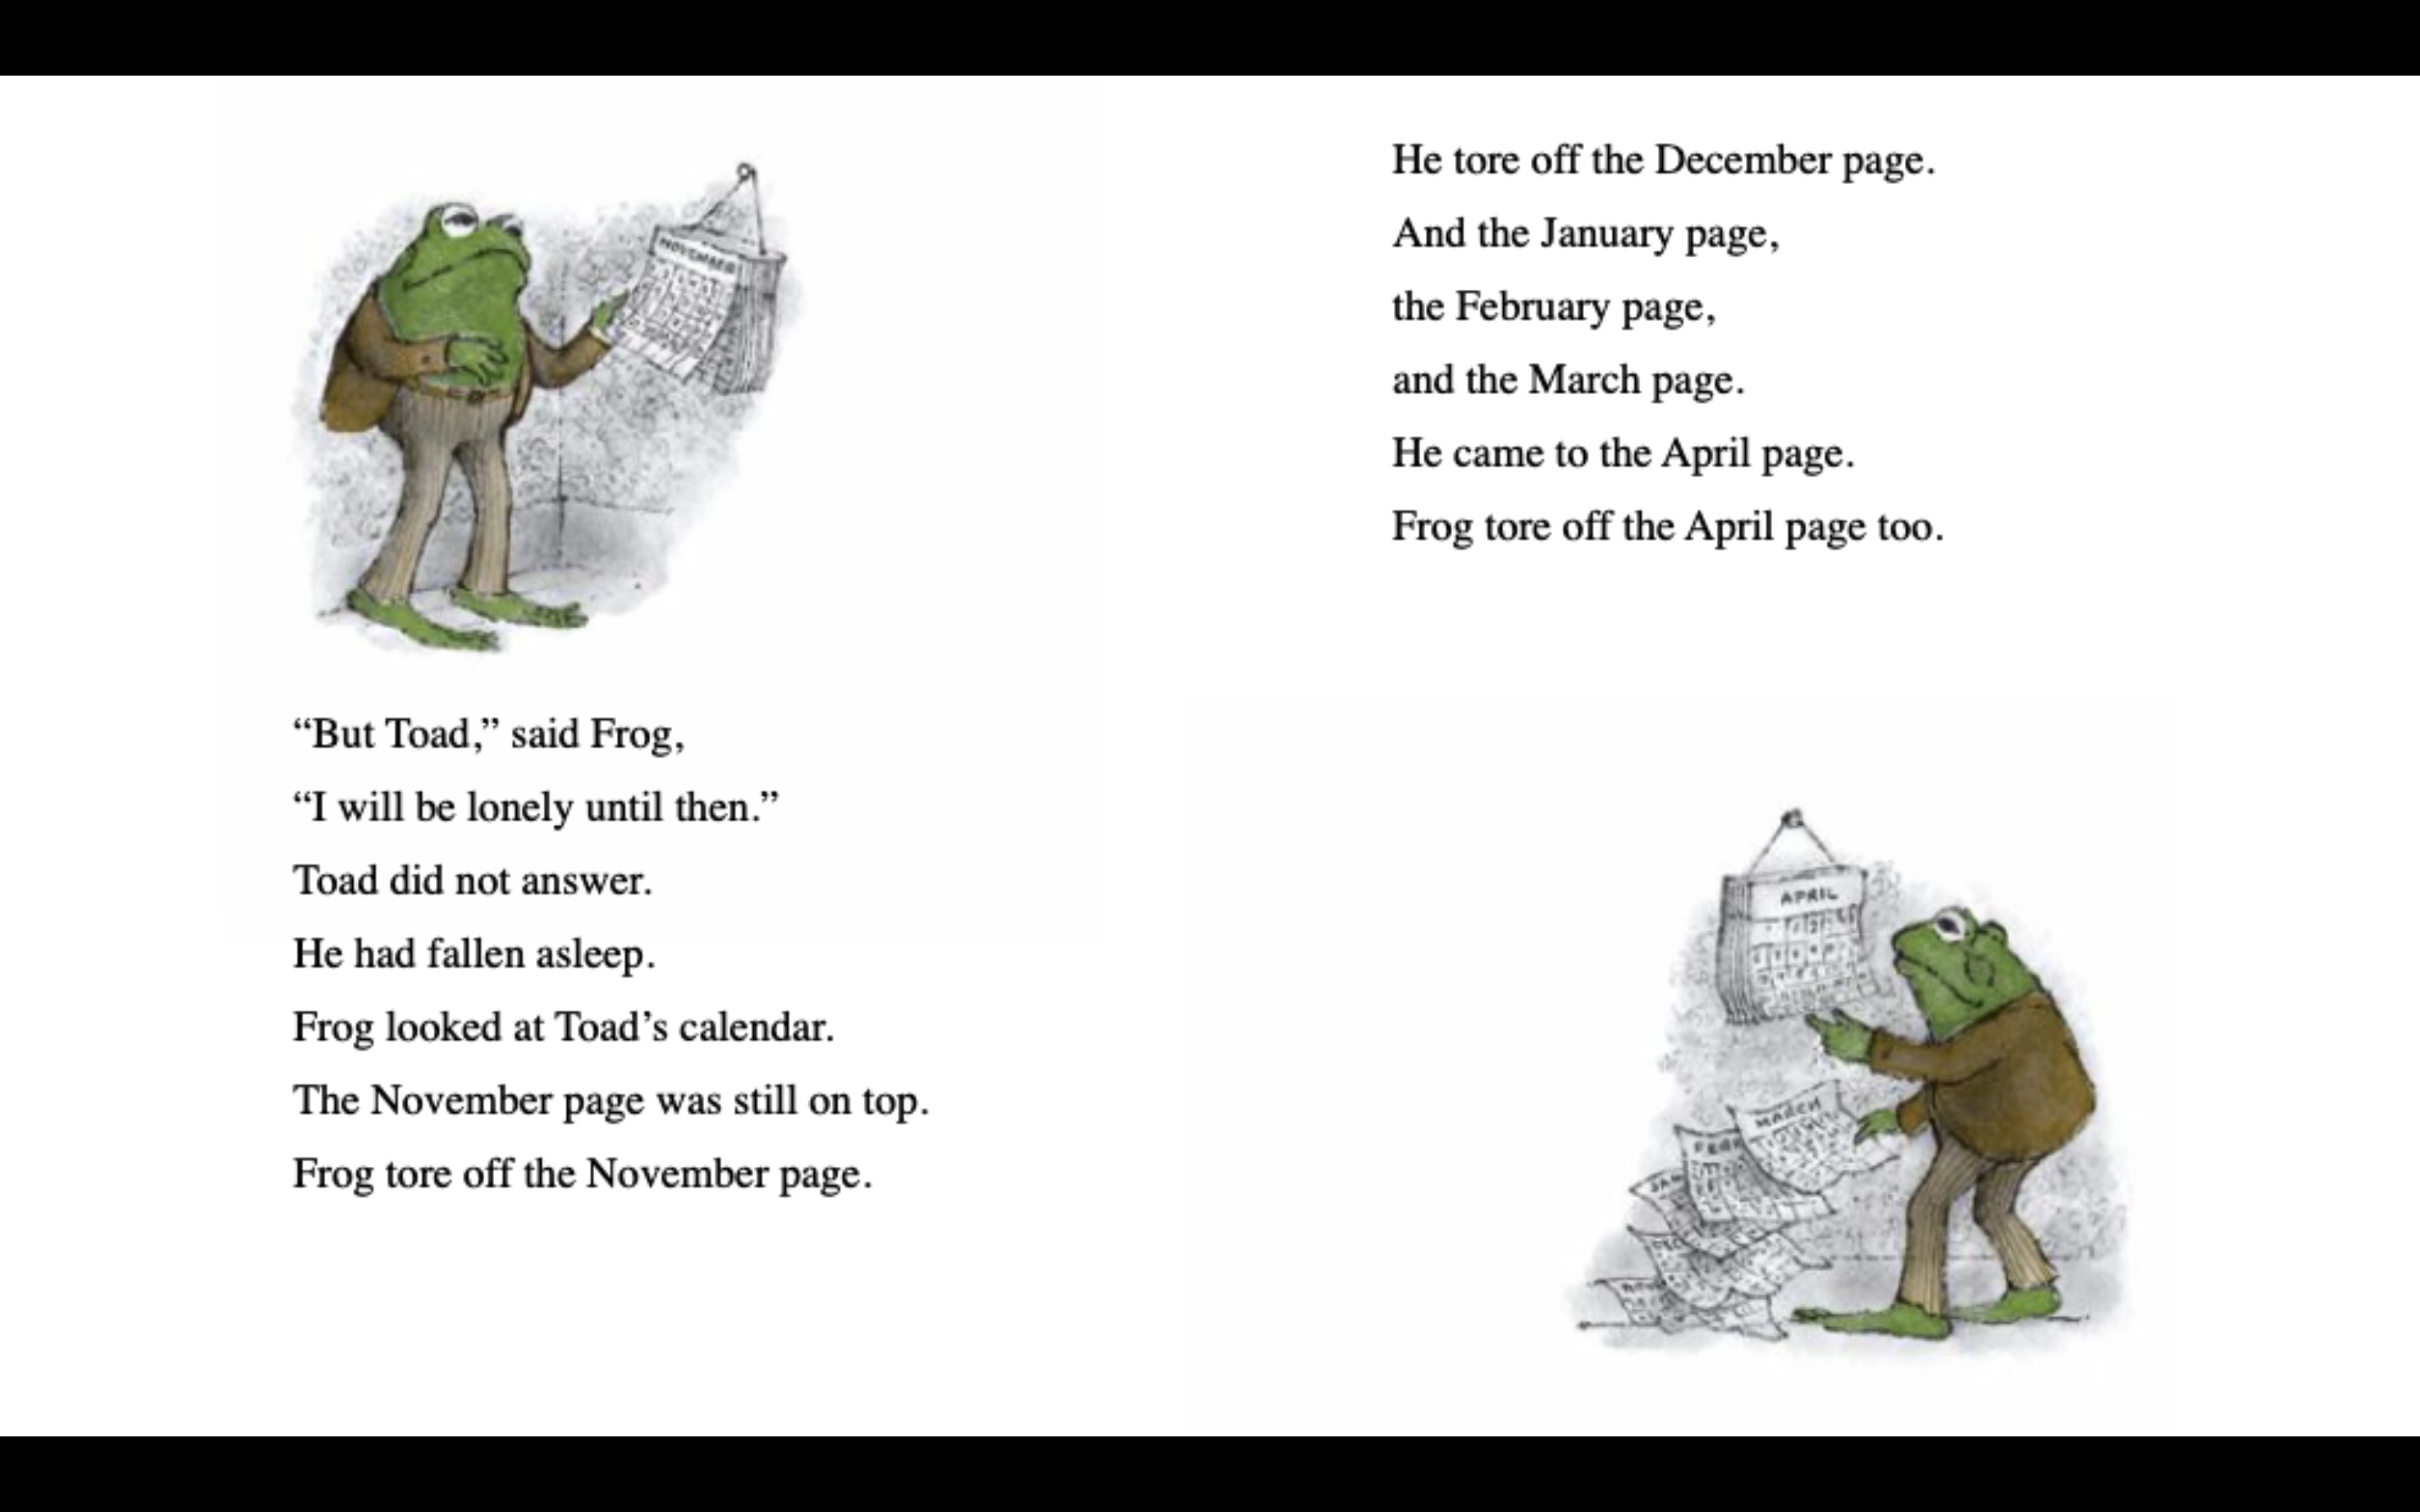 NOVEMBER
“But Toad,” said Frog,
“I will be lonely until then.”
Toad did not answer.
He had fallen asleep.
Frog looked at Toad’s calendar.
The November page was still on top.
Frog tore off the November page.
He tore off the December page.
And the January page,
the February page,
and the March page.
He came to the April page.
Frog tore off the April page too.
APRIL
MARCH
FEBR
JAN